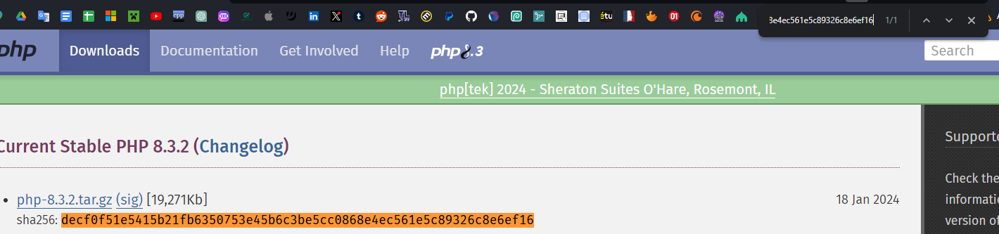 8e4ec561e5c89326c8e6ef16 1/1
php Downloads Documentation Get Involved Help php8.3 Search
php[tek] 2024 - Sheraton Suites O'Hare, Rosemont, IL
Current Stable PHP 8.3.2 (Changelog)
php-8.3.2.tar.gz (sig) [19,271Kb] 18 Jan 2024
sha256: decf0f51e5415b21fb6350753e45b6c3be5cc0868e4ec561e5c89326c8e6ef16
Supporte
Check the
informatio
version of